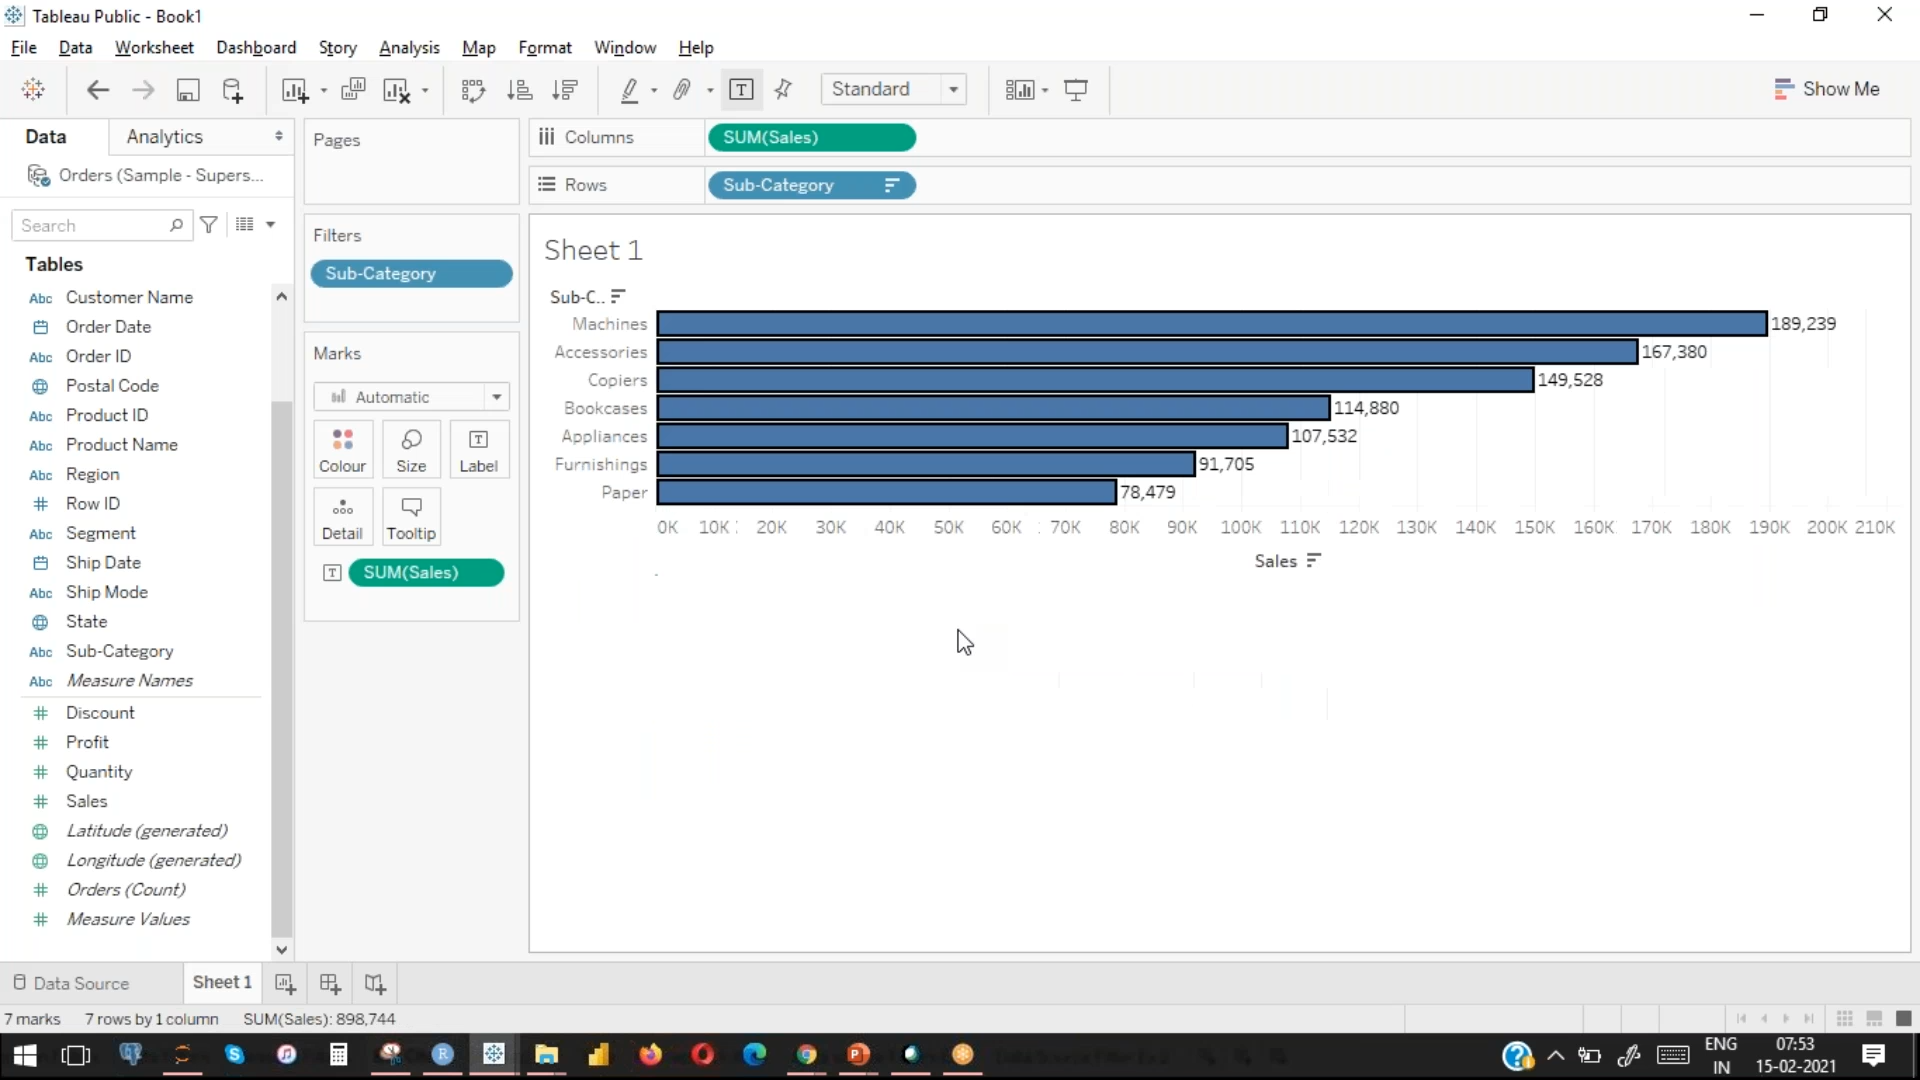 Tableau Public - Book1
File Data Worksheet Dashboard Story Analysis Map Format Window Help
Standard
Show Me
Data Analytics
Orders (Sample - Supers...
Search
Tables
Abc Customer Name
Order Date
Abc Order ID
Postal Code
Abc Product ID
Abc Product Name
Abc Region
# Row ID
Abc Segment
Ship Date
Abc Ship Mode
State
Abc Sub-Category
Abc Measure Names
# Discount
# Profit
# Quantity
# Sales
Latitude (generated)
Longitude (generated)
# Orders (Count)
# Measure Values
Pages
Filters
Sub-Category
Marks
Automatic
Colour Size Label
Detail Tooltip
SUM(Sales)
Columns SUM(Sales)
Rows Sub-Category
Sheet 1
Sub-C..
Machines 189,239
Accessories 167,380
Copiers 149,528
Bookcases 114,880
Appliances 107,532
Furnishings 91,705
Paper 78,479
0K 10K 20K 30K 40K 50K 60K 70K 80K 90K 100K 110K 120K 130K 140K 150K 160K 170K 180K 190K 200K 210K
Sales
Data Source Sheet 1
7 marks 7 rows by 1 column SUM(Sales): 898,744
ENG 07:53
IN 15-02-2021